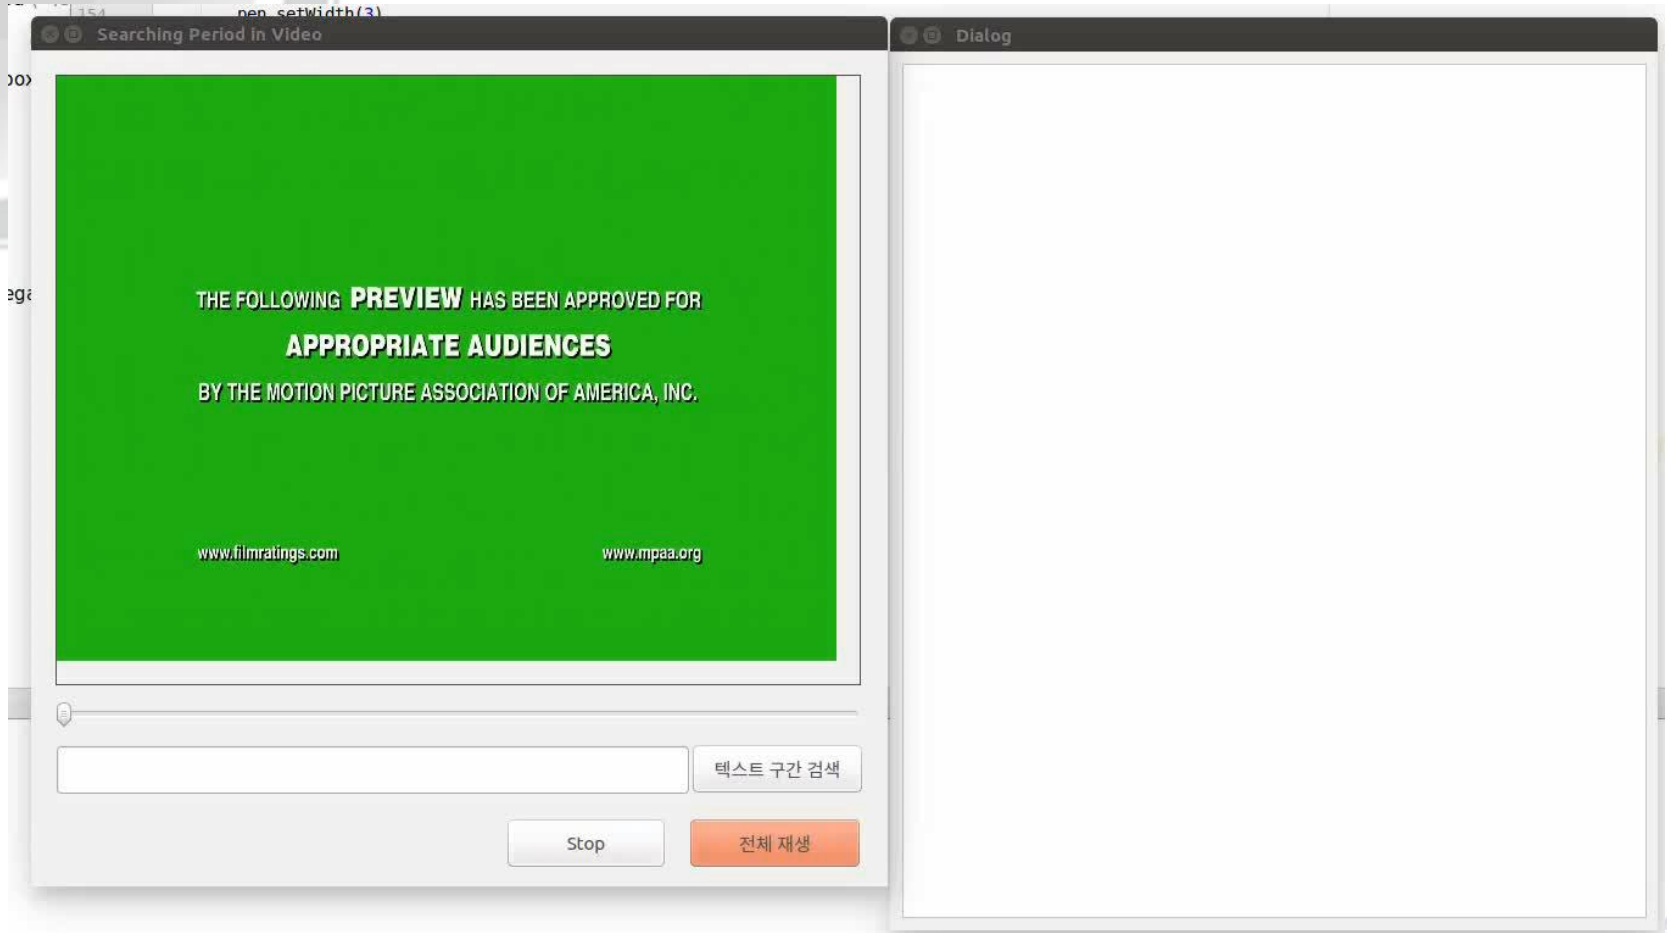 154
pen.setWidth(3)
Searching Period in Video
Dialog
THE FOLLOWING PREVIEW HAS BEEN APPROVED FOR
APPROPRIATE AUDIENCES
BY THE MOTION PICTURE ASSOCIATION OF AMERICA, INC.
www.filmratings.com www.mpaa.org
텍스트 구간 검색
Stop 전체 재생